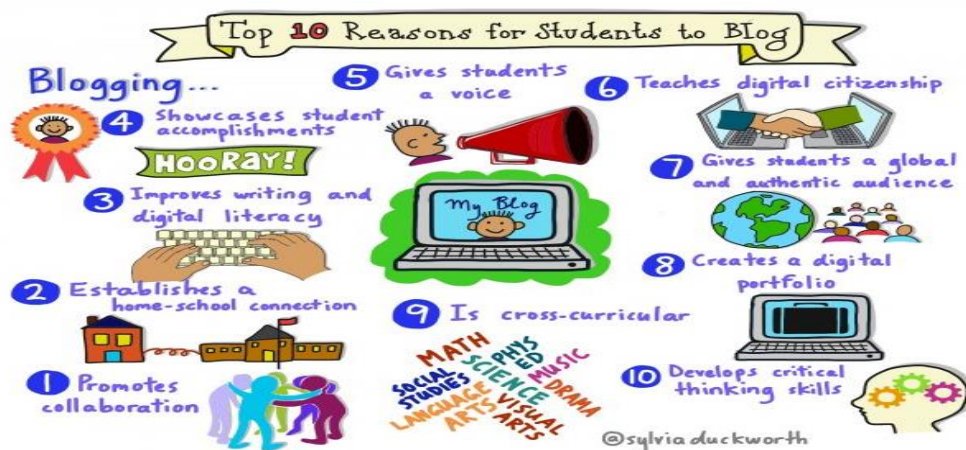 Top 10 Reasons for Students to Blog
Blogging...
1 Promotes
collaboration
2 Establishes a
home-school connection
3 Improves writing and
digital literacy
4 Showcases student
accomplishments
HOORAY!
5 Gives students
a voice
My Blog
6 Teaches digital citizenship
7 Gives students a global
and authentic audience
8 Creates a digital
portfolio
9 Is cross-curricular
MATH
PHYS
ED
SOCIAL
STUDIES
SCIENCE
MUSIC
LANGUAGE
ARTS
DRAMA
VISUAL
ARTS
10 Develops critical
thinking skills
@sylviaduckworth